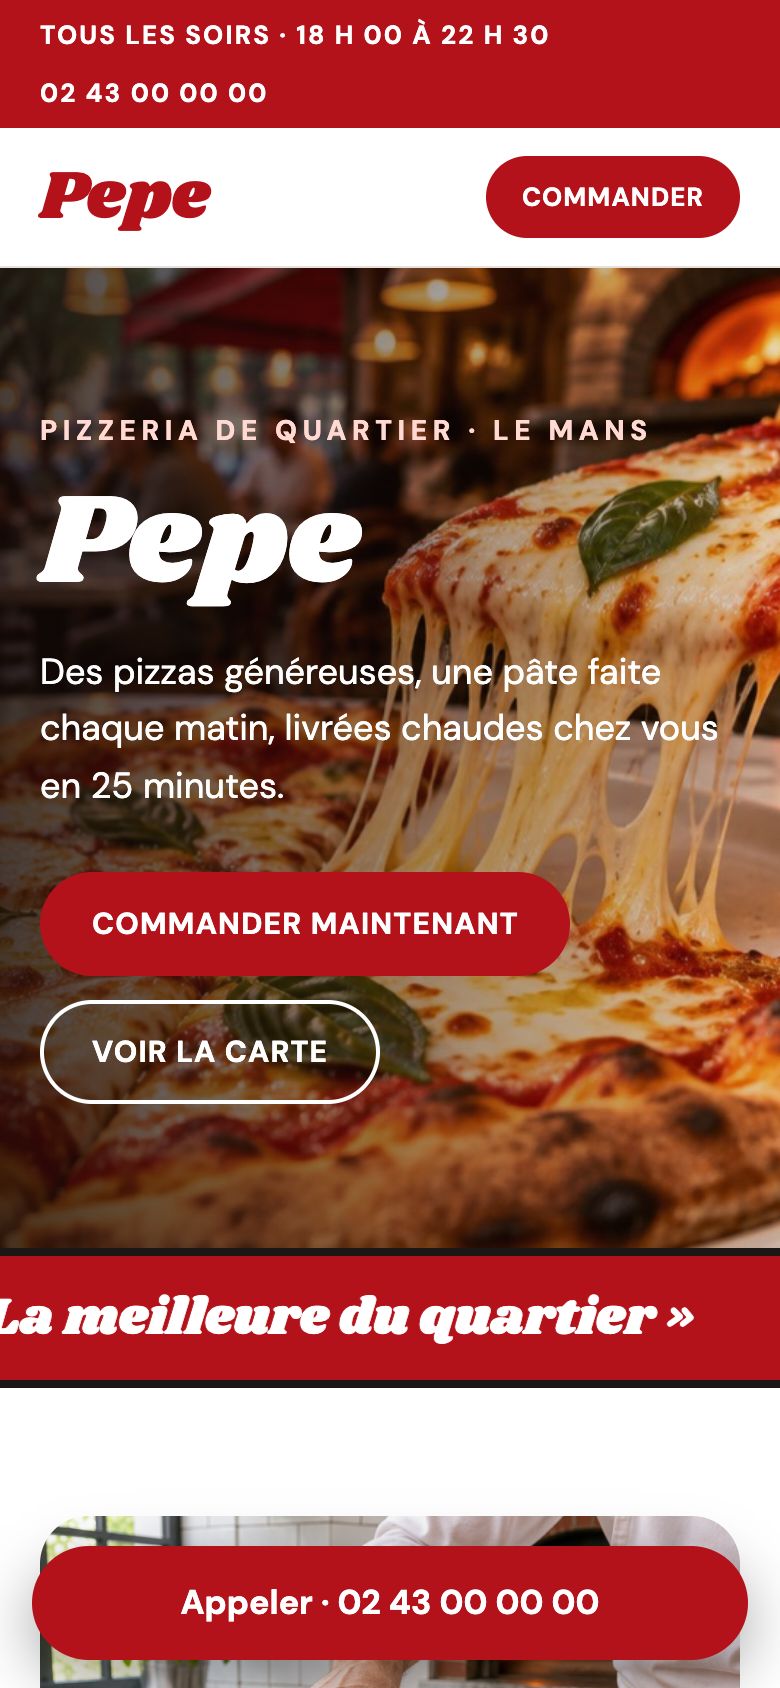 TOUS LES SOIRS · 18 H 00 À 22 H 30
02 43 00 00 00
Pepe
COMMANDER
PIZZERIA DE QUARTIER · LE MANS
Pepe
Des pizzas généreuses, une pâte faite
chaque matin, livrées chaudes chez vous
en 25 minutes.
COMMANDER MAINTENANT
VOIR LA CARTE
La meilleure du quartier »
Appeler · 02 43 00 00 00